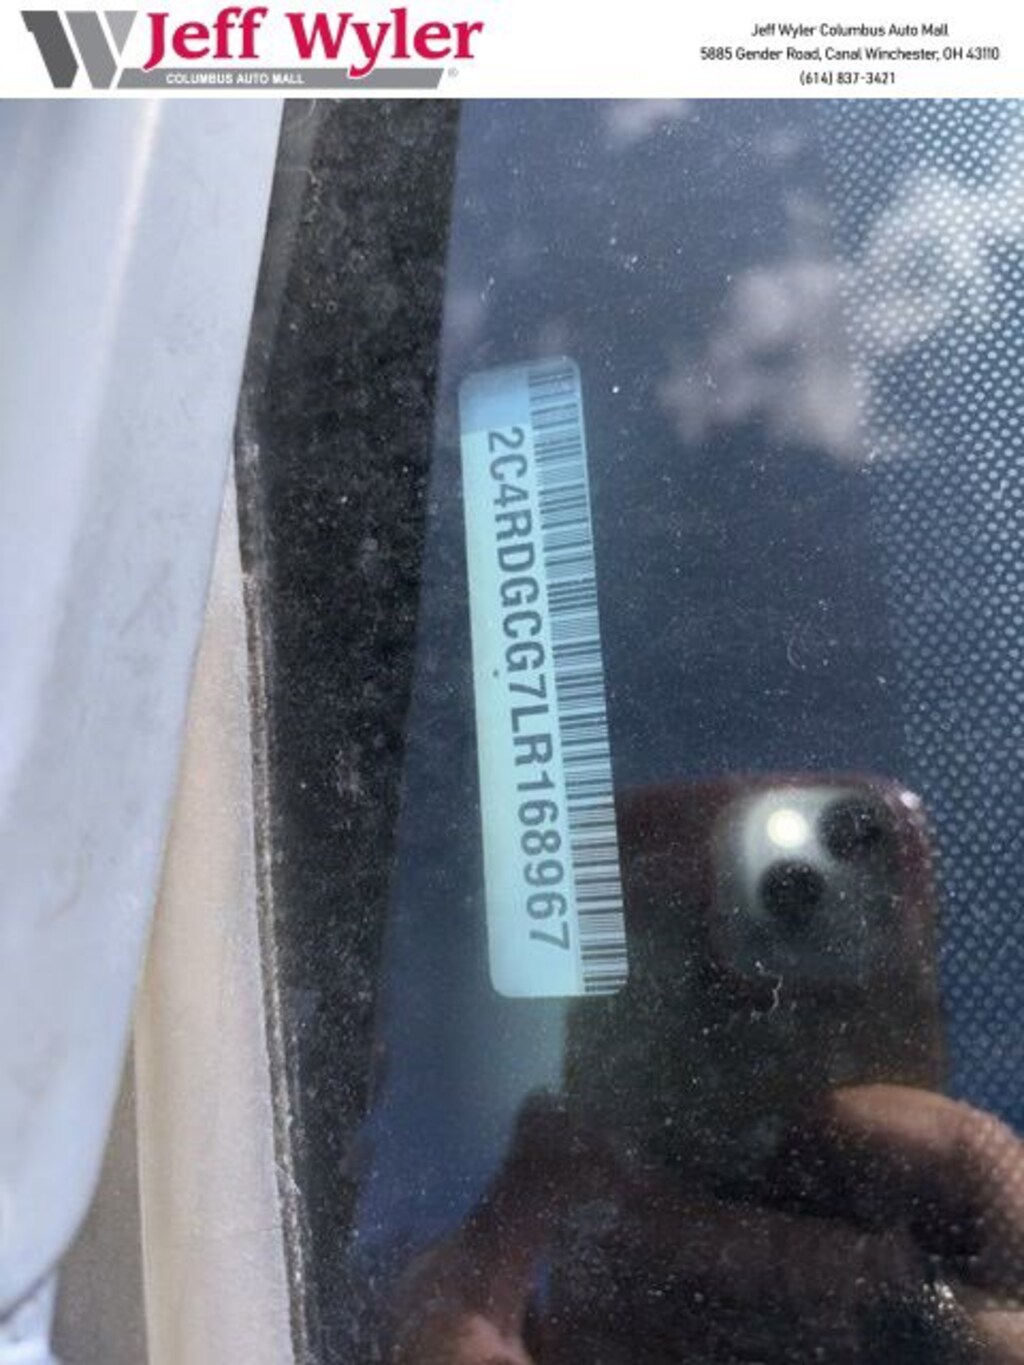 Jeff Wyler
COLUMBUS AUTO MALL
Jeff Wyler Columbus Auto Mall
5885 Gender Road, Canal Winchester, OH 43110
(614) 837-3421
2C4RDGCG7LR168967